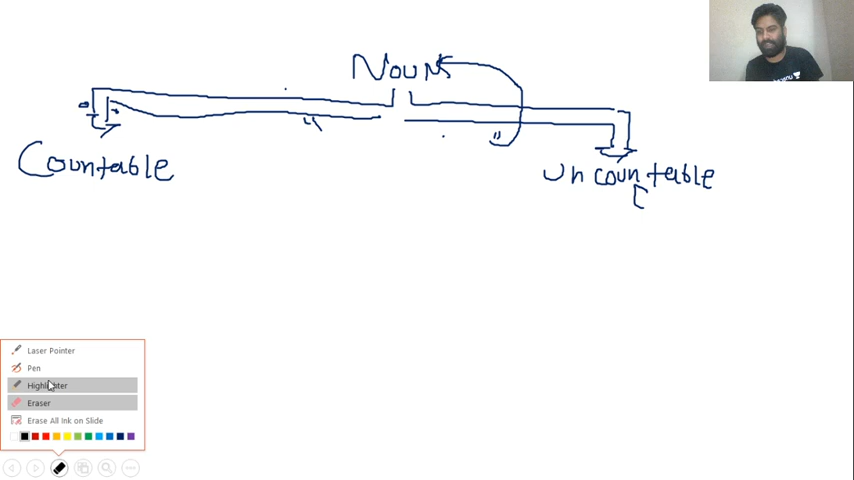 Noun
Countable
Uncountable
Laser Pointer
Pen
Highlighter
Eraser
Erase All Ink on Slide